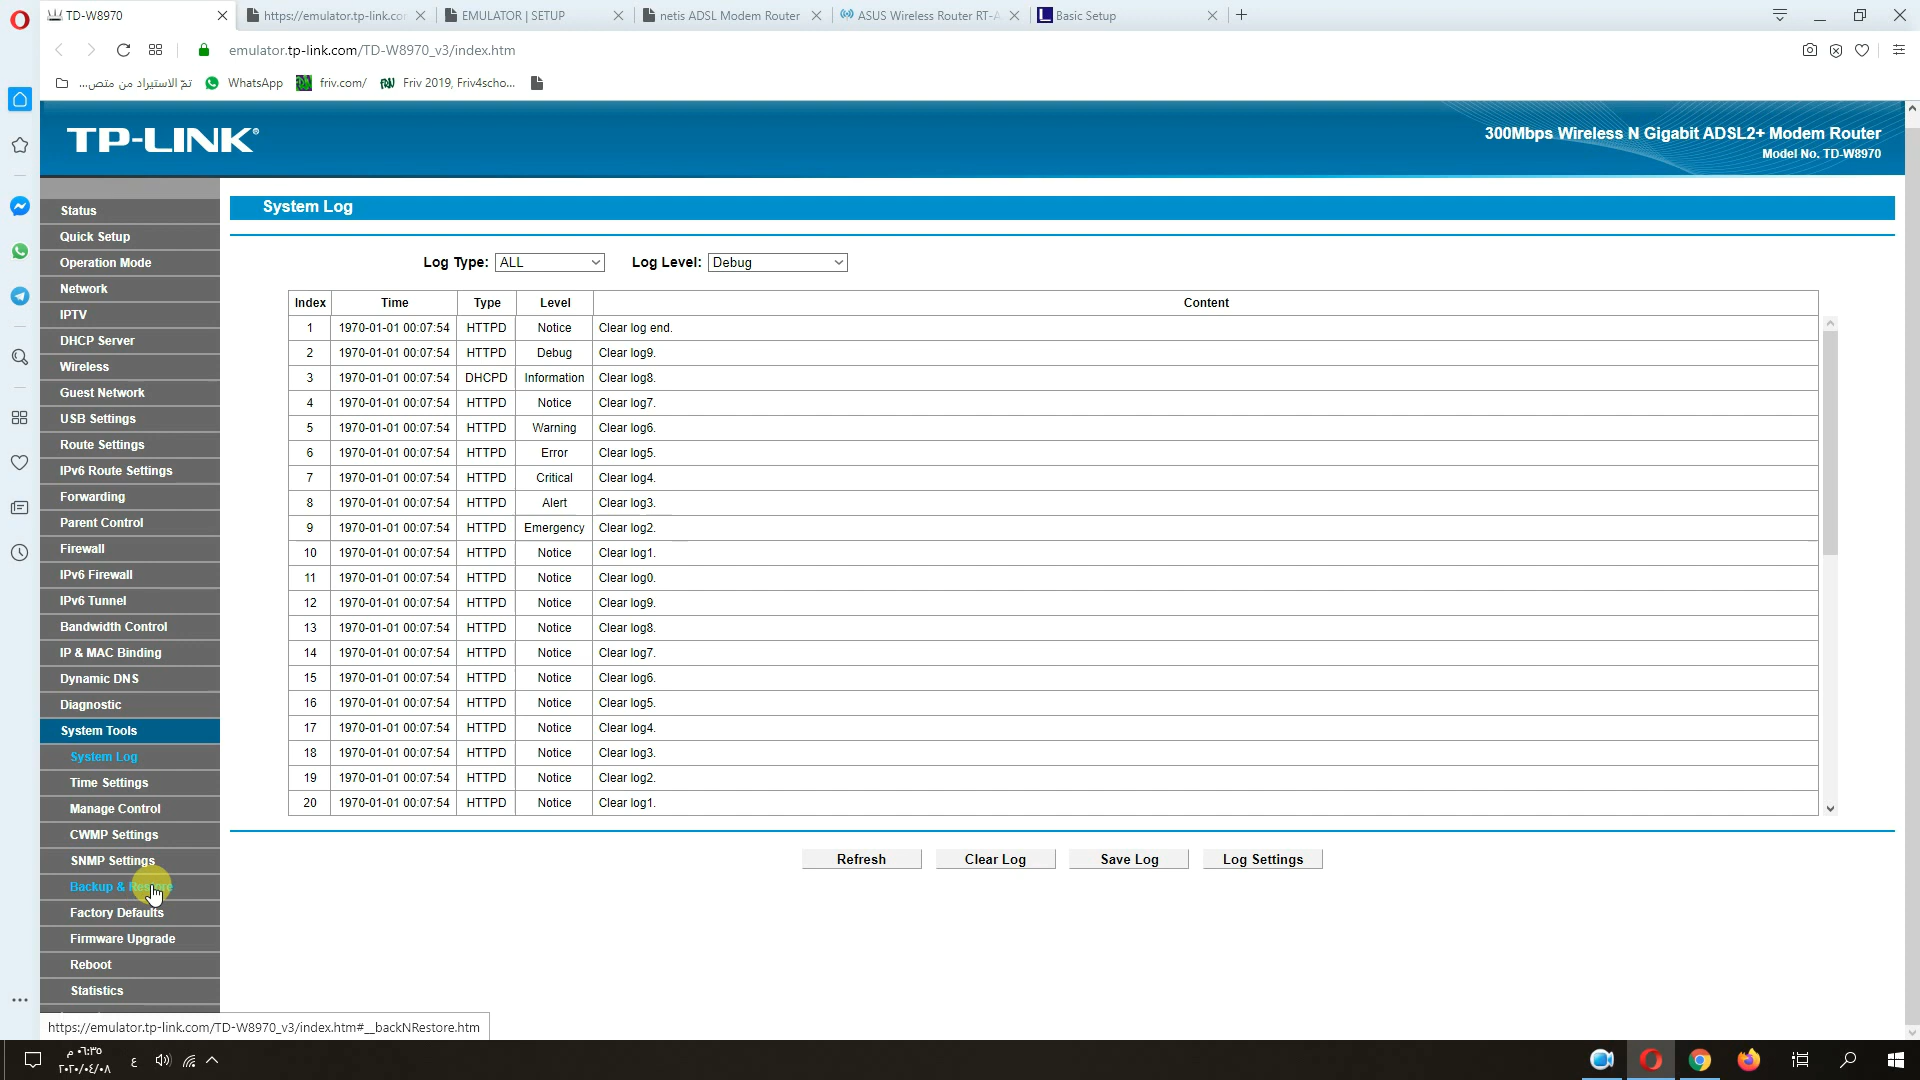 TD-W8970
https://emulator.tp-link.co
EMULATOR | SETUP
netis ADSL Modem Router
ASUS Wireless Router RT-A
Basic Setup
emulator.tp-link.com/TD-W8970_v3/index.htm
تمّ الاستيراد من متص...
WhatsApp
friv.com/
Friv 2019, Friv4scho...
TP-LINK®
300Mbps Wireless N Gigabit ADSL2+ Modem Router
Model No. TD-W8970
Status
Quick Setup
Operation Mode
Network
IPTV
DHCP Server
Wireless
Guest Network
USB Settings
Route Settings
IPv6 Route Settings
Forwarding
Parent Control
Firewall
IPv6 Firewall
IPv6 Tunnel
Bandwidth Control
IP & MAC Binding
Dynamic DNS
Diagnostic
System Tools
System Log
Time Settings
Manage Control
CWMP Settings
SNMP Settings
Backup & Restore
Factory Defaults
Firmware Upgrade
Reboot
Statistics
System Log
Log Type: ALL Log Level: Debug
Index Time Type Level Content
1 1970-01-01 00:07:54 HTTPD Notice Clear log end.
2 1970-01-01 00:07:54 HTTPD Debug Clear log9.
3 1970-01-01 00:07:54 DHCPD Information Clear log8.
4 1970-01-01 00:07:54 HTTPD Notice Clear log7.
5 1970-01-01 00:07:54 HTTPD Warning Clear log6.
6 1970-01-01 00:07:54 HTTPD Error Clear log5.
7 1970-01-01 00:07:54 HTTPD Critical Clear log4.
8 1970-01-01 00:07:54 HTTPD Alert Clear log3.
9 1970-01-01 00:07:54 HTTPD Emergency Clear log2.
10 1970-01-01 00:07:54 HTTPD Notice Clear log1.
11 1970-01-01 00:07:54 HTTPD Notice Clear log0.
12 1970-01-01 00:07:54 HTTPD Notice Clear log9.
13 1970-01-01 00:07:54 HTTPD Notice Clear log8.
14 1970-01-01 00:07:54 HTTPD Notice Clear log7.
15 1970-01-01 00:07:54 HTTPD Notice Clear log6.
16 1970-01-01 00:07:54 HTTPD Notice Clear log5.
17 1970-01-01 00:07:54 HTTPD Notice Clear log4.
18 1970-01-01 00:07:54 HTTPD Notice Clear log3.
19 1970-01-01 00:07:54 HTTPD Notice Clear log2.
20 1970-01-01 00:07:54 HTTPD Notice Clear log1.
Refresh Clear Log Save Log Log Settings
https://emulator.tp-link.com/TD-W8970_v3/index.htm#__backNRestore.htm
٠٦:٣٥ م
٢٠٢٠/٠٤/٠٨
ع